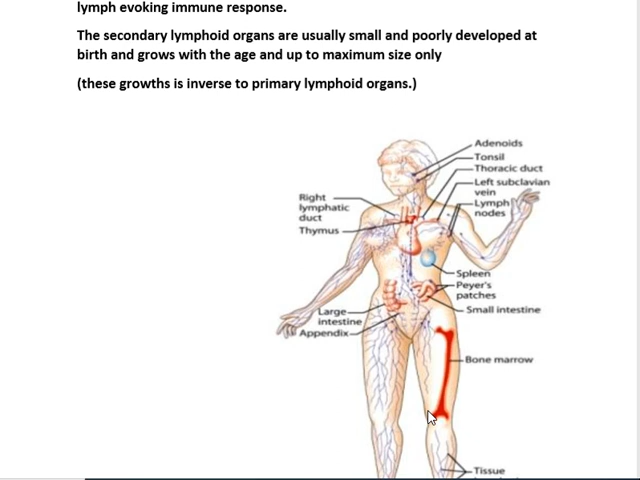 lymph evoking immune response.
The secondary lymphoid organs are usually small and poorly developed at
birth and grows with the age and up to maximum size only
(these growths is inverse to primary lymphoid organs.)
Adenoids
Tonsil
Thoracic duct
Left subclavian
vein
Lymph
nodes
Right
lymphatic
duct
Thymus
Spleen
Peyer's
patches
Small intestine
Large
intestine
Appendix
Bone marrow
Tissue